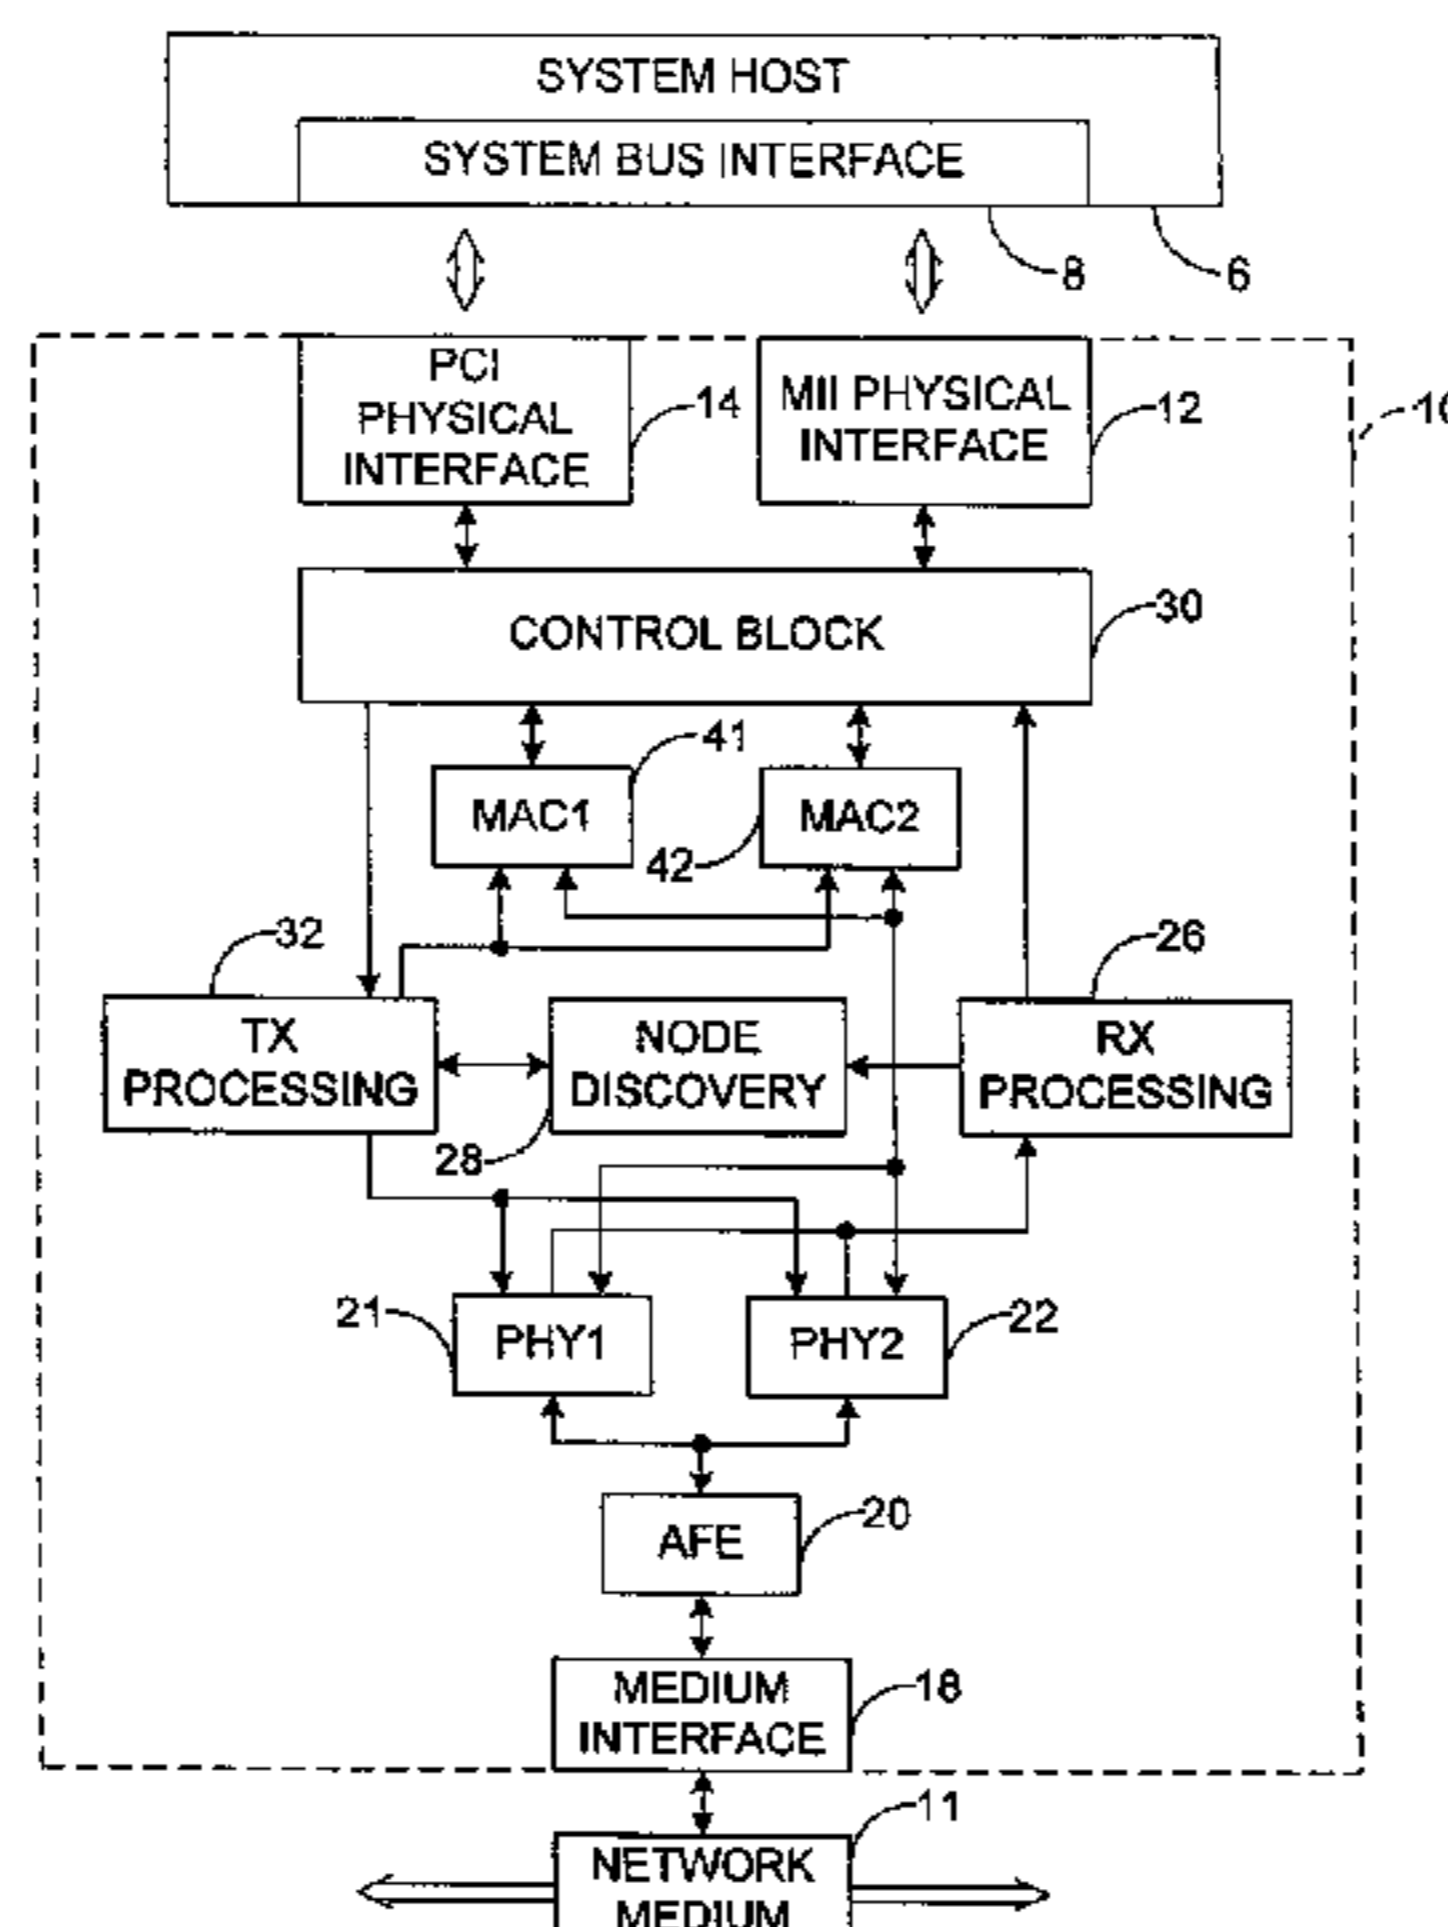 SYSTEM HOST
SYSTEM BUS INTERFACE
8
6
PCI
PHYSICAL
INTERFACE
14
MII PHYSICAL
INTERFACE
12
CONTROL BLOCK
30
41
MAC1
MAC2
42
32
26
TX
PROCESSING
NODE
DISCOVERY
RX
PROCESSING
28
21
PHY1
PHY2
22
AFE
20
MEDIUM
INTERFACE
18
11
NETWORK
MEDIUM